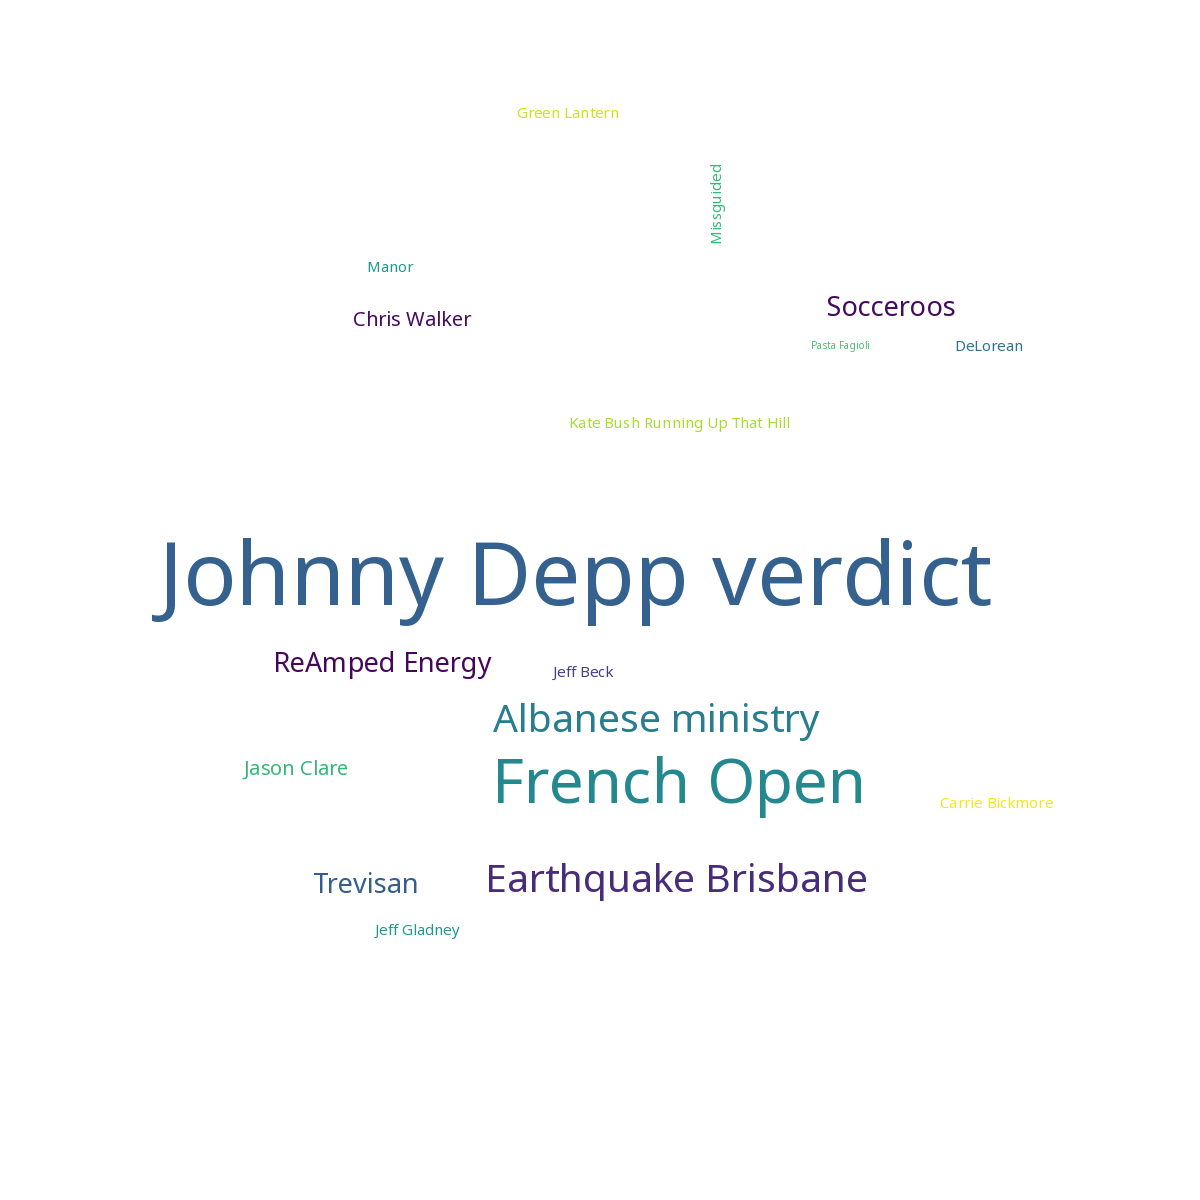 Green Lantern
Missguided
Manor
Chris Walker
Socceroos
Pasta Fagioli
DeLorean
Kate Bush Running Up That Hill
Johnny Depp verdict
ReAmped Energy
Jeff Beck
Albanese ministry
Jason Clare
French Open
Carrie Bickmore
Trevisan
Earthquake Brisbane
Jeff Gladney